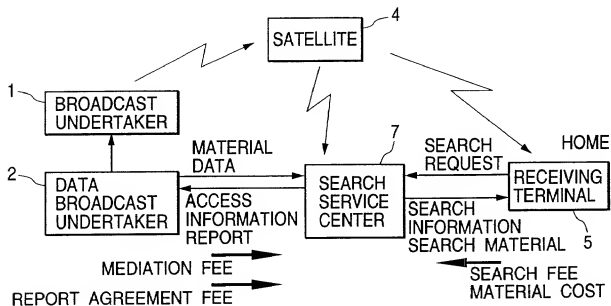 4
SATELLITE
1
BROADCAST
UNDERTAKER
2
DATA
BROADCAST
UNDERTAKER
MATERIAL
DATA
ACCESS
INFORMATION
REPORT
MEDIATION FEE
REPORT AGREEMENT FEE
7
SEARCH
SERVICE
CENTER
SEARCH
REQUEST
SEARCH
INFORMATION
SEARCH MATERIAL
HOME
RECEIVING
TERMINAL
5
SEARCH FEE
MATERIAL COST